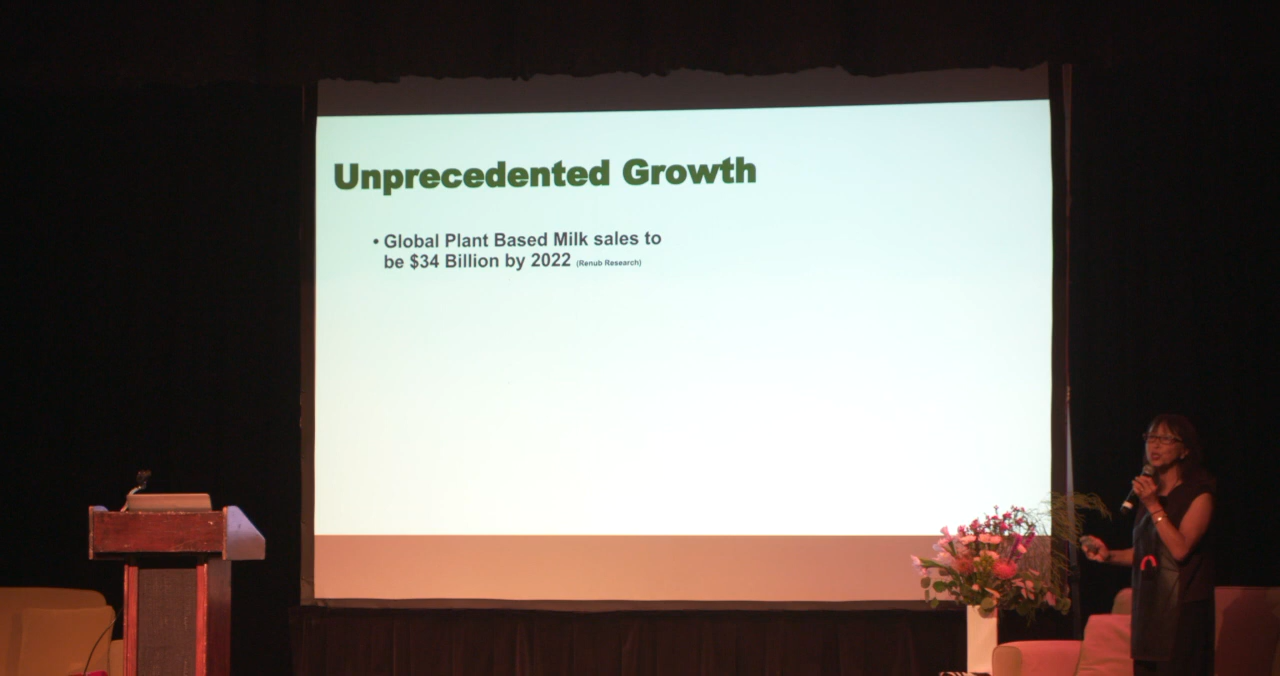 Unprecedented Growth
• Global Plant Based Milk sales to
be $34 Billion by 2022 (Renub Research)